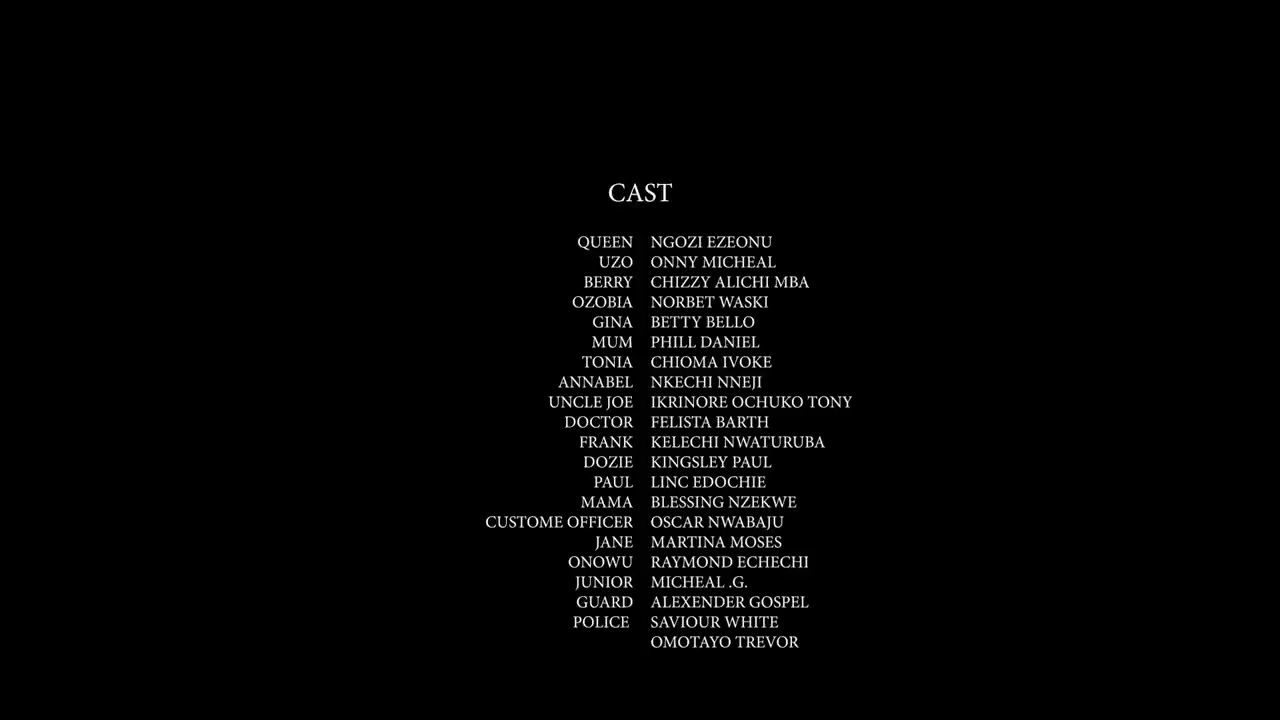 CAST
QUEEN NGOZI EZEONU
UZO ONNY MICHEAL
BERRY CHIZZY ALICHI MBA
OZOBIA NORBET WASKI
GINA BETTY BELLO
MUM PHILL DANIEL
TONIA CHIOMA IVOKE
ANNABEL NKECHI NNEJI
UNCLE JOE IKRINORE OCHUKO TONY
DOCTOR FELISTA BARTH
FRANK KELECHI NWATURUBA
DOZIE KINGSLEY PAUL
PAUL LINC EDOCHIE
MAMA BLESSING NZEKWE
CUSTOME OFFICER OSCAR NWABAJU
JANE MARTINA MOSES
ONOWU RAYMOND ECHECHI
JUNIOR MICHEAL .G.
GUARD ALEXENDER GOSPEL
POLICE SAVIOUR WHITE
OMOTAYO TREVOR